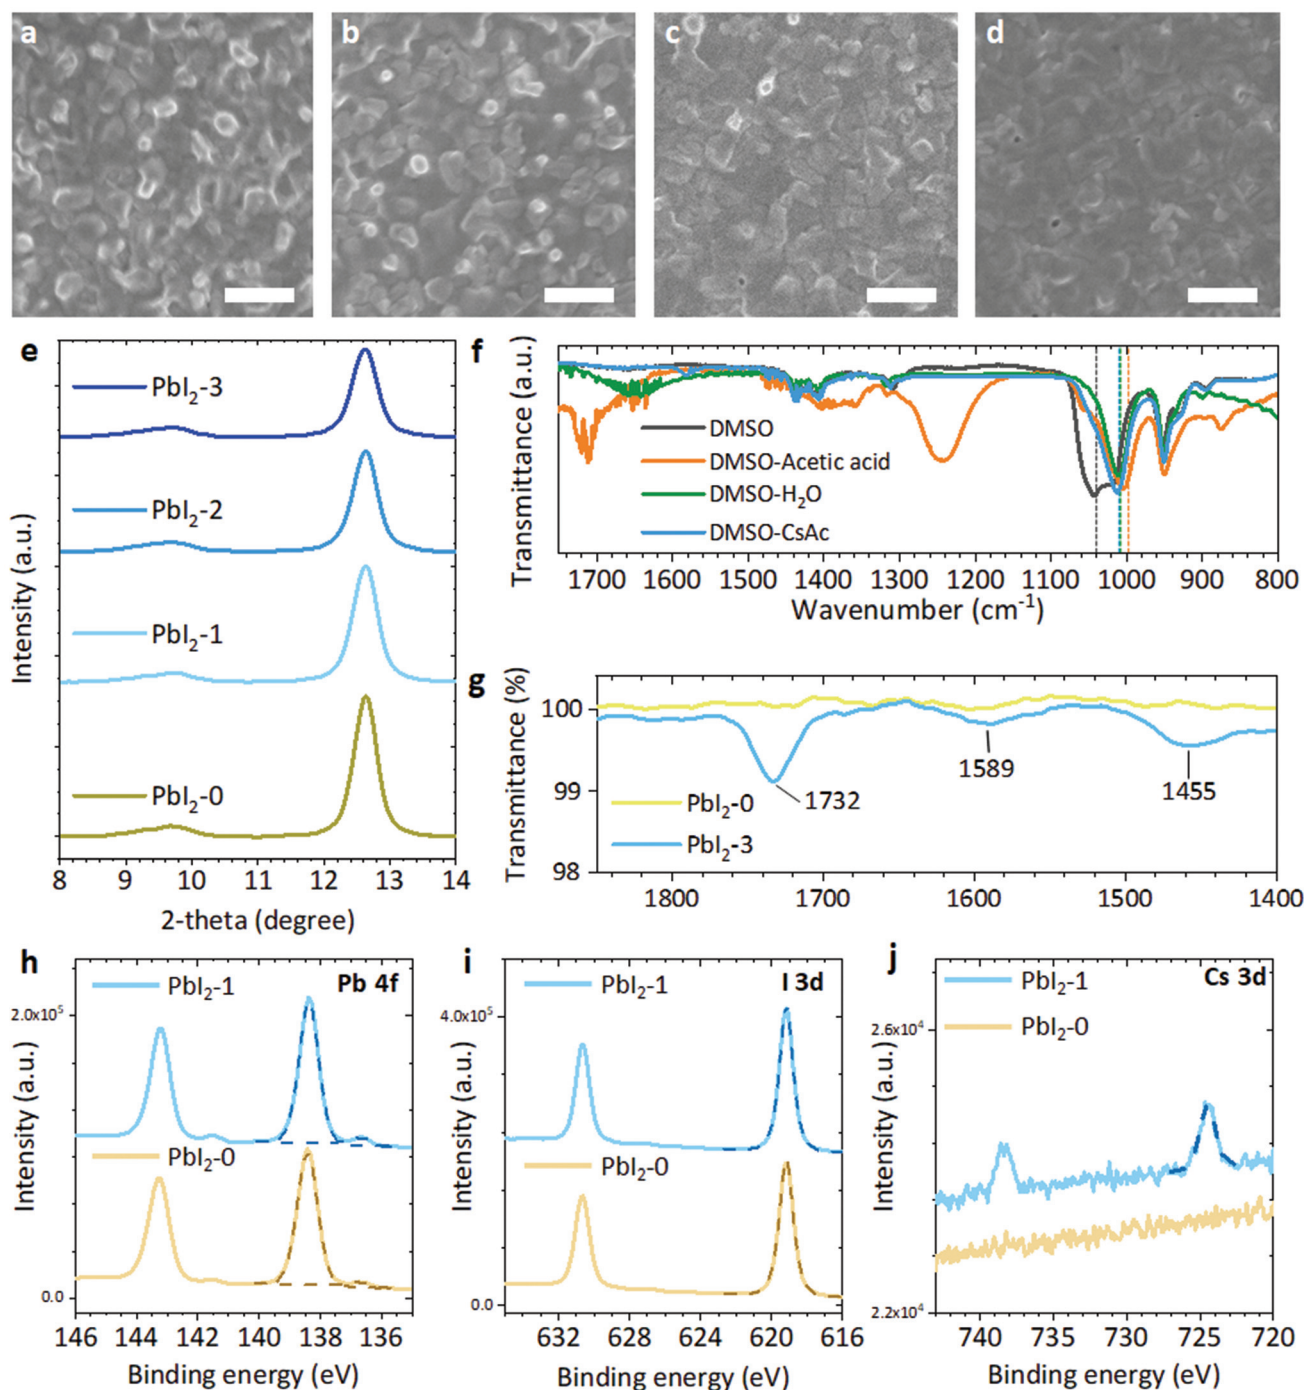 a
b
c
d
e
PbI2-3
PbI2-2
PbI2-1
PbI2-0
Intensity (a.u.)
8 9 10 11 12 13 14
2-theta (degree)
f
Transmittance (a.u.)
DMSO
DMSO-Acetic acid
DMSO-H2O
DMSO-CsAc
1700 1600 1500 1400 1300 1200 1100 1000 900 800
Wavenumber (cm-1)
g
Transmittance (%)
100
99
98
1732
1589
1455
PbI2-0
PbI2-3
1800 1700 1600 1500 1400
h
PbI2-1
Pb 4f
2.0x10^5
PbI2-0
0.0
Intensity (a.u.)
146 144 142 140 138 136
Binding energy (eV)
i
PbI2-1
I 3d
4.0x10^5
PbI2-0
0.0
Intensity (a.u.)
632 628 624 620 616
Binding energy (eV)
j
PbI2-1
Cs 3d
PbI2-0
2.6x10^4
2.2x10^4
Intensity (a.u.)
740 735 730 725 720
Binding energy (eV)